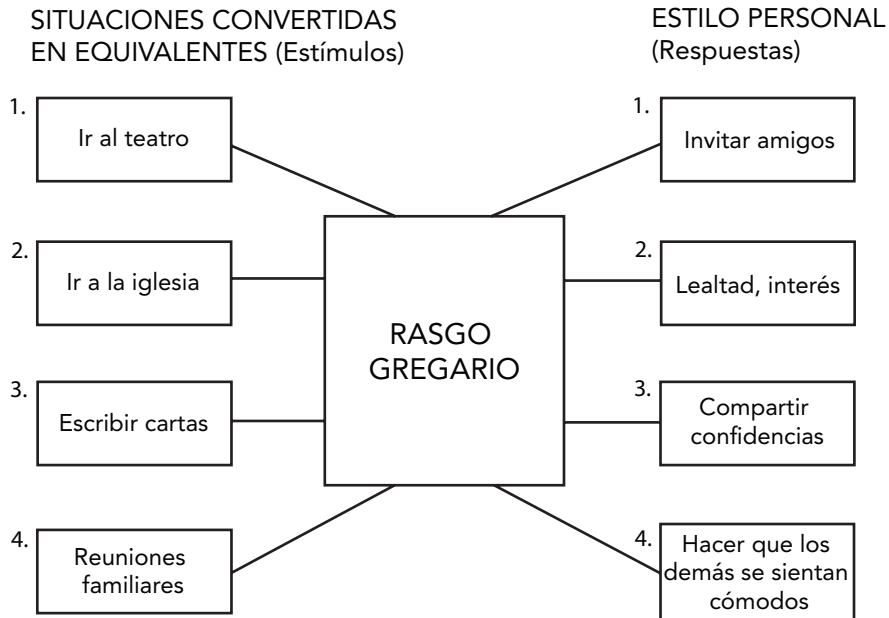 SITUACIONES CONVERTIDAS
EN EQUIVALENTES (Estímulos)
1.
Ir al teatro
2.
Ir a la iglesia
3.
Escribir cartas
4.
Reuniones
familiares
RASGO
GREGARIO
ESTILO PERSONAL
(Respuestas)
1.
Invitar amigos
2.
Lealtad, interés
3.
Compartir
confidencias
4.
Hacer que los
demás se sientan
cómodos